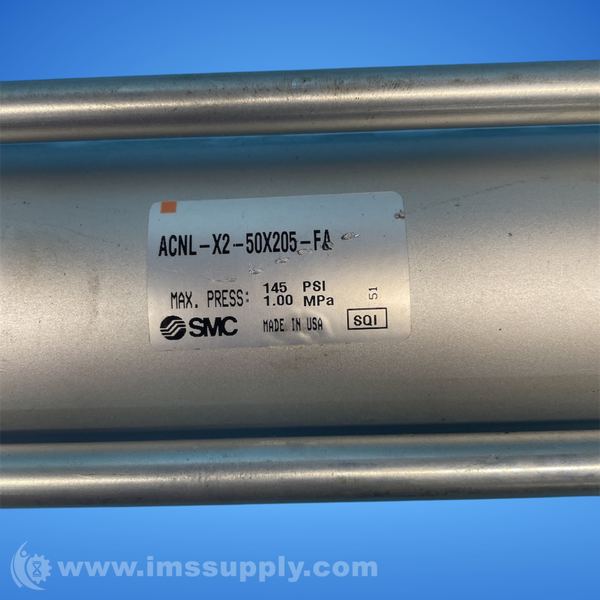 ACNL-X2-50X205-FA
MAX. PRESS: 145 PSI
1.00 MPa
51
SMC MADE IN USA SQI
www.imssupply.com